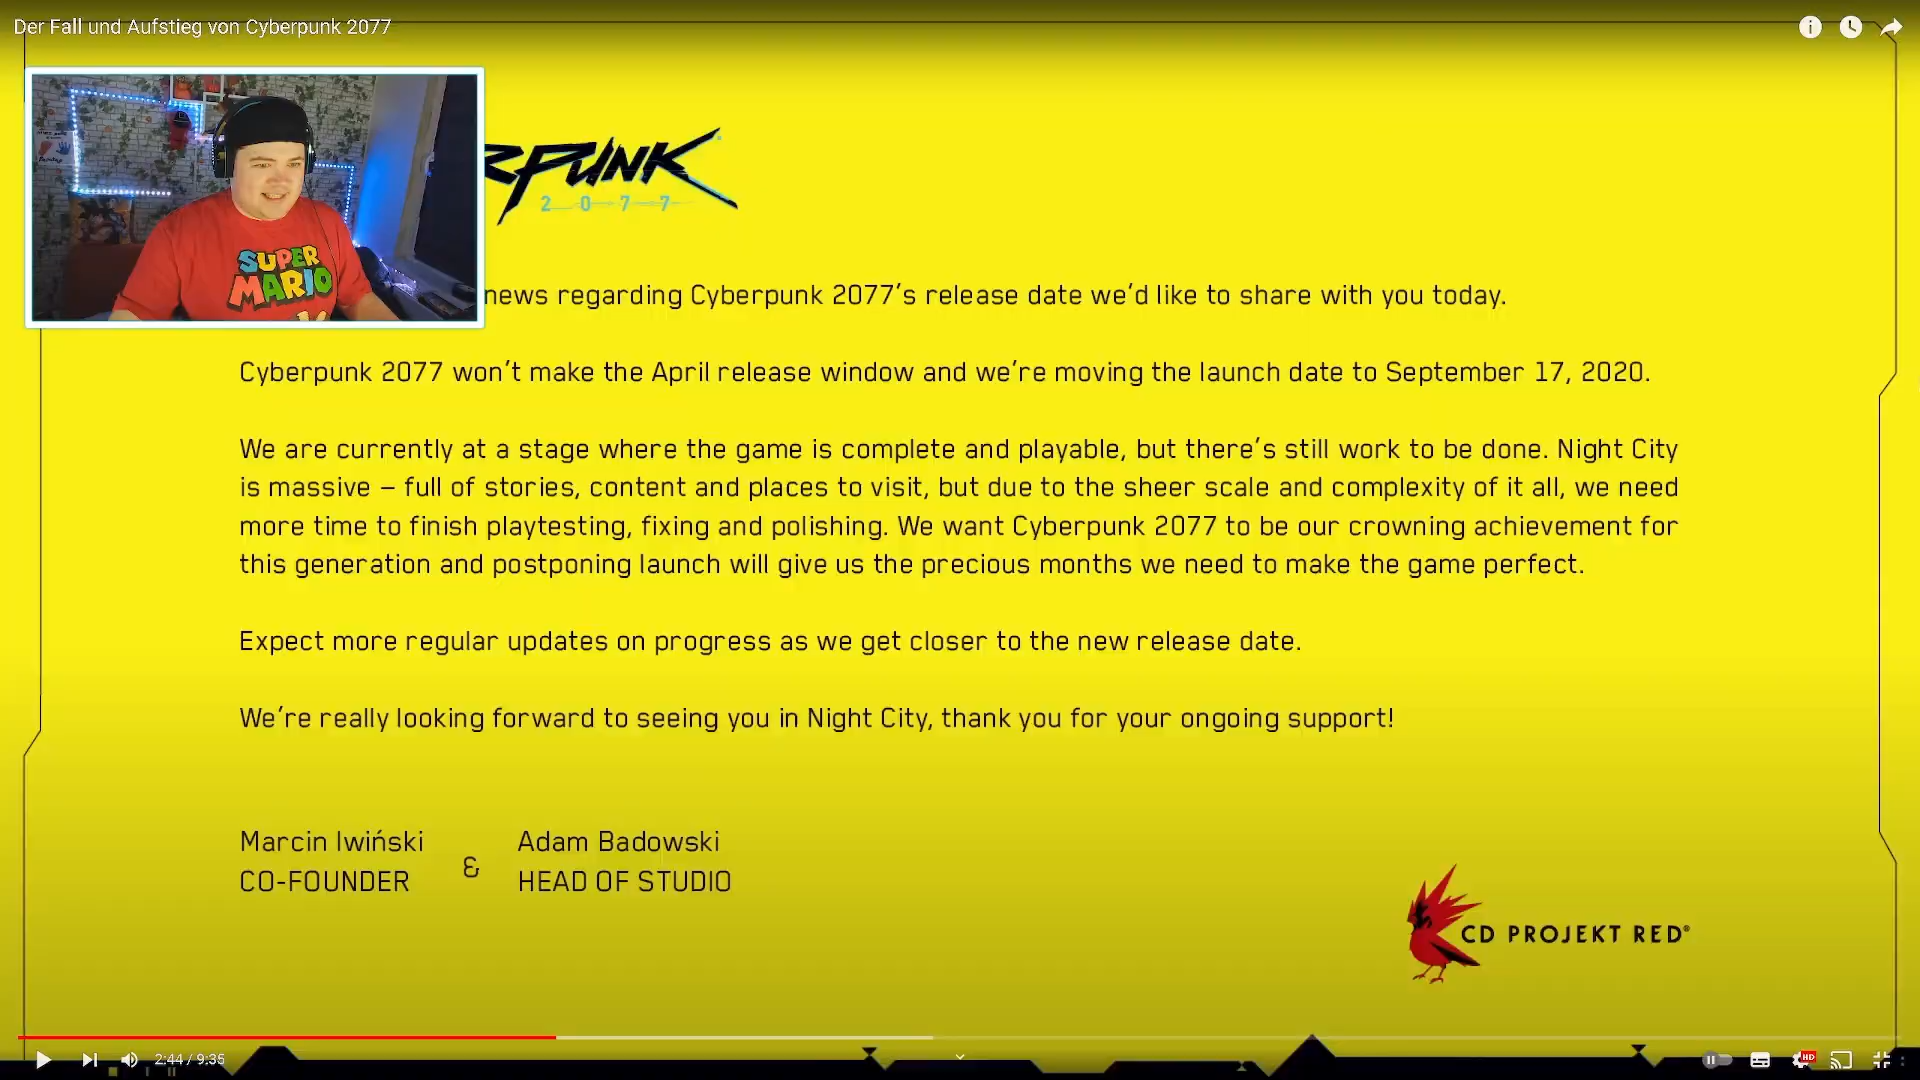 Der Fall und Aufstieg von Cyberpunk 2077
SUPER
MARIO
RPUNK
2077
news regarding Cyberpunk 2077's release date we'd like to share with you today.
Cyberpunk 2077 won't make the April release window and we're moving the launch date to September 17, 2020.
We are currently at a stage where the game is complete and playable, but there's still work to be done. Night City
is massive – full of stories, content and places to visit, but due to the sheer scale and complexity of it all, we need
more time to finish playtesting, fixing and polishing. We want Cyberpunk 2077 to be our crowning achievement for
this generation and postponing launch will give us the precious months we need to make the game perfect.
Expect more regular updates on progress as we get closer to the new release date.
We're really looking forward to seeing you in Night City, thank you for your ongoing support!
Marcin Iwiński
CO-FOUNDER
&
Adam Badowski
HEAD OF STUDIO
CD PROJEKT RED®
2:44 / 9:35
HD